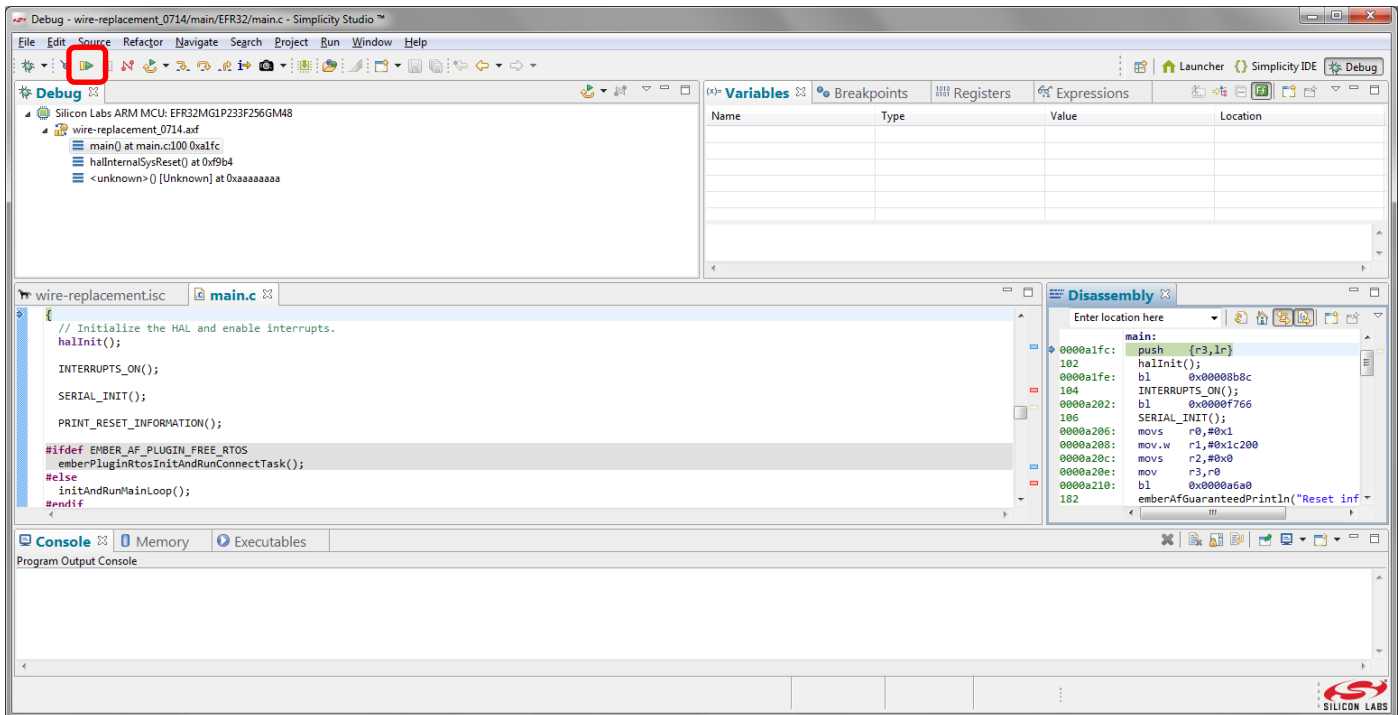 Debug - wire-replacement_0714/main/EFR32/main.c - Simplicity Studio ™
File Edit Source Refactor Navigate Search Project Run Window Help
Launcher Simplicity IDE Debug
Debug
Silicon Labs ARM MCU: EFR32MG1P233F256GM48
wire-replacement_0714.axf
main() at main.c:100 0xa1fc
halInternalSysReset() at 0xf9b4
<unknown>() [Unknown] at 0xaaaaaaaa
(x)= Variables Breakpoints 1010 0101 Registers Expressions
Name Type Value Location
wire-replacement.isc main.c
{
// Initialize the HAL and enable interrupts.
halInit();
INTERRUPTS_ON();
SERIAL_INIT();
PRINT_RESET_INFORMATION();
#ifdef EMBER_AF_PLUGIN_FREE_RTOS
emberPluginRtosInitAndRunConnectTask();
#else
initAndRunMainLoop();
#endif
Disassembly
Enter location here
main:
0000a1fc: push {r3,lr}
102 halInit();
0000a1fe: bl 0x00008b8c
104 INTERRUPTS_ON();
0000a202: bl 0x0000f766
106 SERIAL_INIT();
0000a206: movs r0,#0x1
0000a208: mov.w r1,#0x1c200
0000a20c: movs r2,#0x0
0000a20e: mov r3,r0
0000a210: bl 0x0000a6a0
182 emberAfGuaranteedPrintln("Reset inf
Console Memory Executables
Program Output Console
SILICON LABS